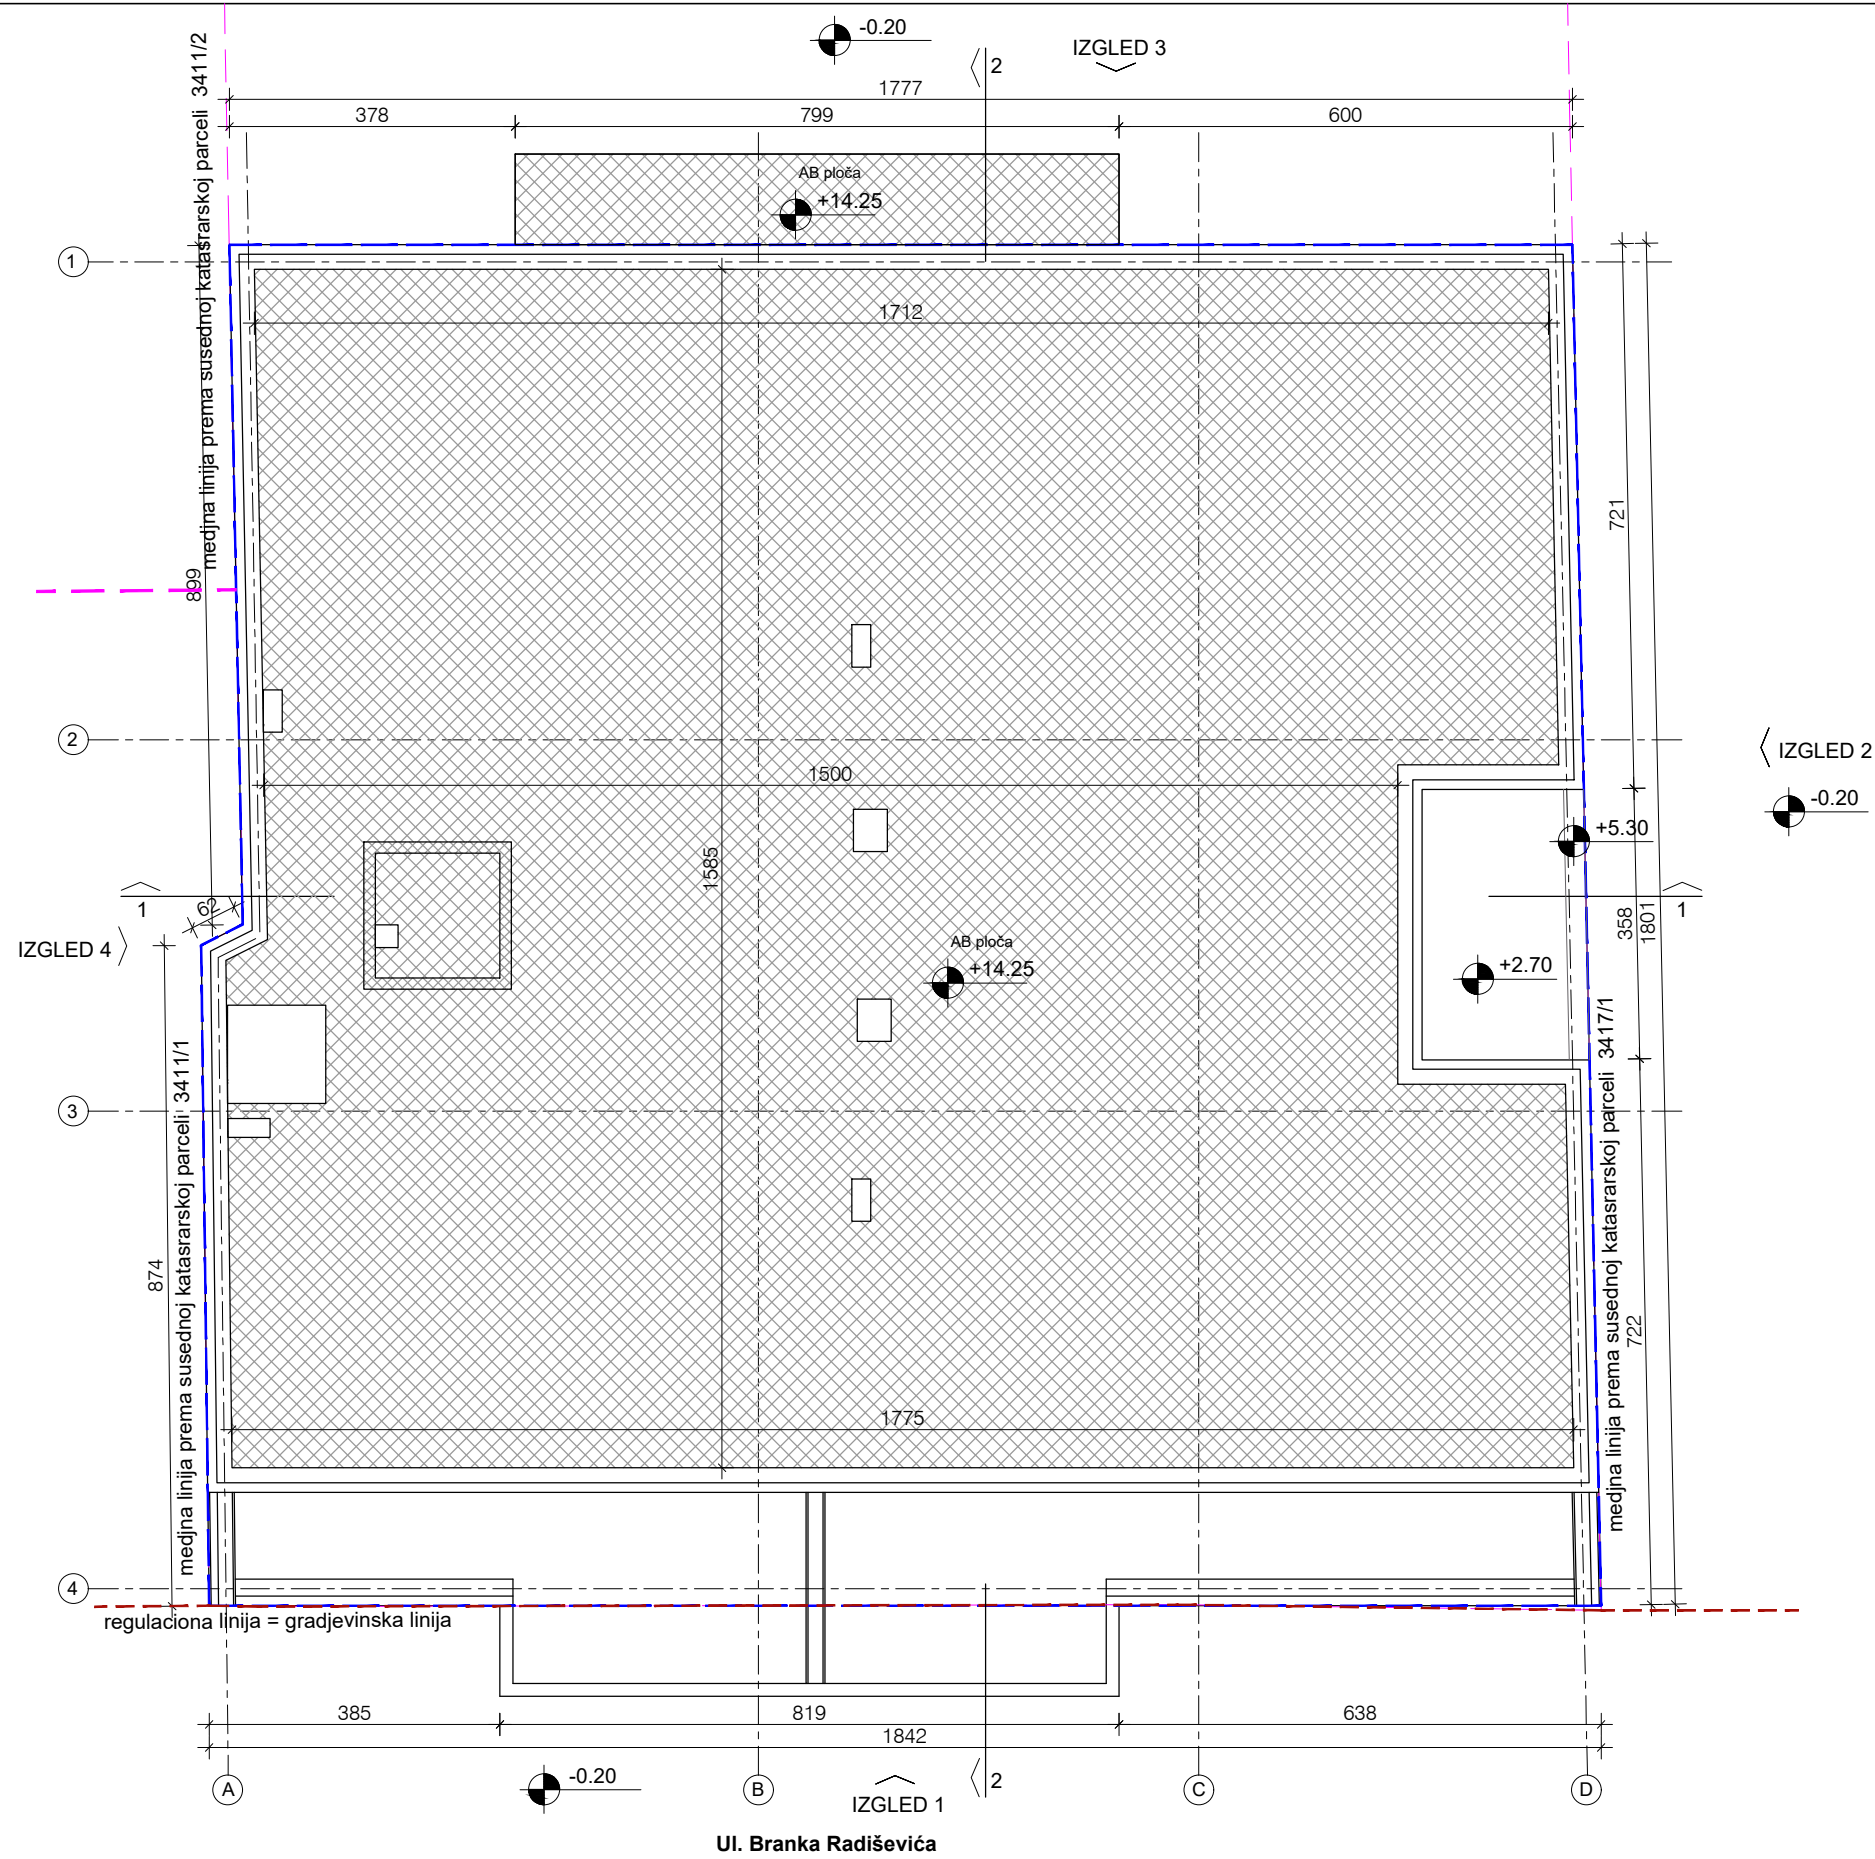 -0.20
2
IZGLED 3
1777
378
799
600
medjna linija prema susednoj katasrarskoj parceli  3411/2
AB ploča
+14.25
1
1712
721
899
2
1500
IZGLED 2
-0.20
+5.30
1585
62
1
358
1801
1
IZGLED 4
AB ploča
+14.25
+2.70
medjna linija prema susednoj katasrarskoj parceli  3411/1
medjna linija prema susednoj katasrarskoj parceli  3417/1
3
874
722
1775
4
regulaciona linija = gradjevinska linija
385
819
638
1842
A
-0.20
B
IZGLED 1
2
C
D
Ul. Branka Radiševića